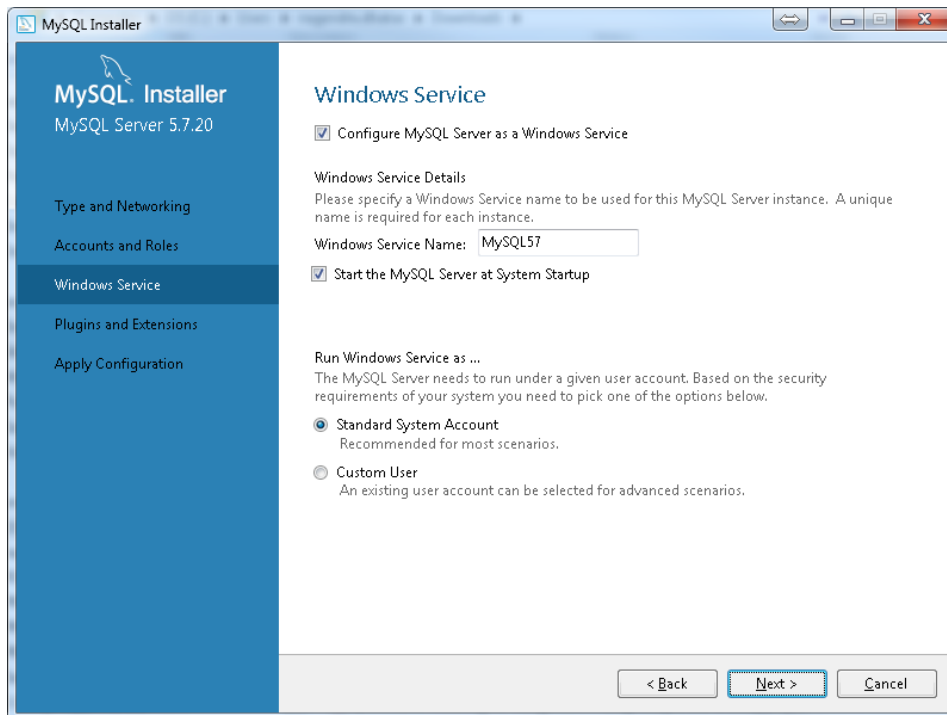 MySQL Installer
MySQL. Installer
MySQL Server 5.7.20
Type and Networking
Accounts and Roles
Windows Service
Plugins and Extensions
Apply Configuration
Windows Service
Configure MySQL Server as a Windows Service
Windows Service Details
Please specify a Windows Service name to be used for this MySQL Server instance. A unique
name is required for each instance.
Windows Service Name: MySQL57
Start the MySQL Server at System Startup
Run Windows Service as ...
The MySQL Server needs to run under a given user account. Based on the security
requirements of your system you need to pick one of the options below.
Standard System Account
Recommended for most scenarios.
Custom User
An existing user account can be selected for advanced scenarios.
< Back Next > Cancel